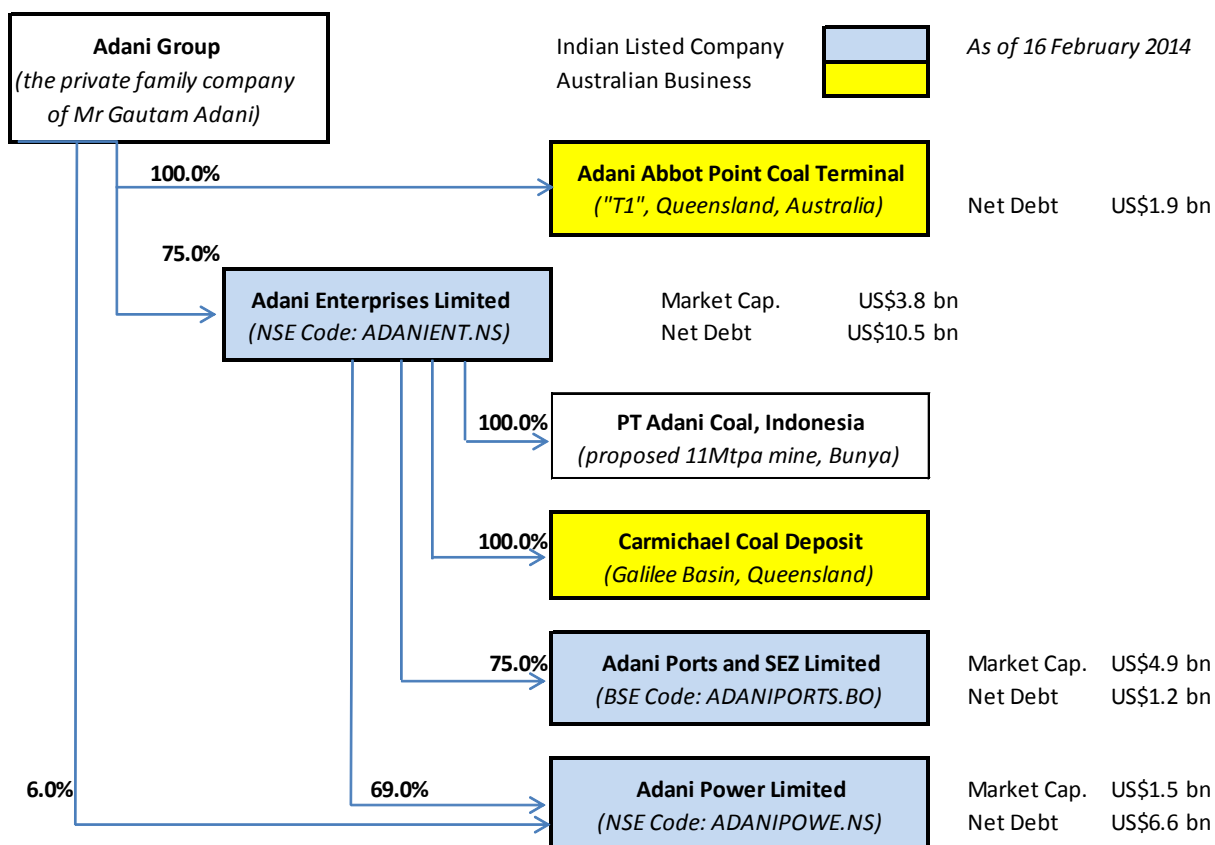 Adani Group
(the private family company
of Mr Gautam Adani)
Indian Listed Company
As of 16 February 2014
Australian Business
100.0%
Adani Abbot Point Coal Terminal
("T1", Queensland, Australia)
Net Debt US$1.9 bn
75.0%
Adani Enterprises Limited
(NSE Code: ADANIENT.NS)
Market Cap. US$3.8 bn
Net Debt US$10.5 bn
100.0%
PT Adani Coal, Indonesia
(proposed 11Mtpa mine, Bunya)
100.0%
Carmichael Coal Deposit
(Galilee Basin, Queensland)
75.0%
Adani Ports and SEZ Limited
(BSE Code: ADANIPORTS.BO)
Market Cap. US$4.9 bn
Net Debt US$1.2 bn
6.0%
69.0%
Adani Power Limited
(NSE Code: ADANIPOWE.NS)
Market Cap. US$1.5 bn
Net Debt US$6.6 bn